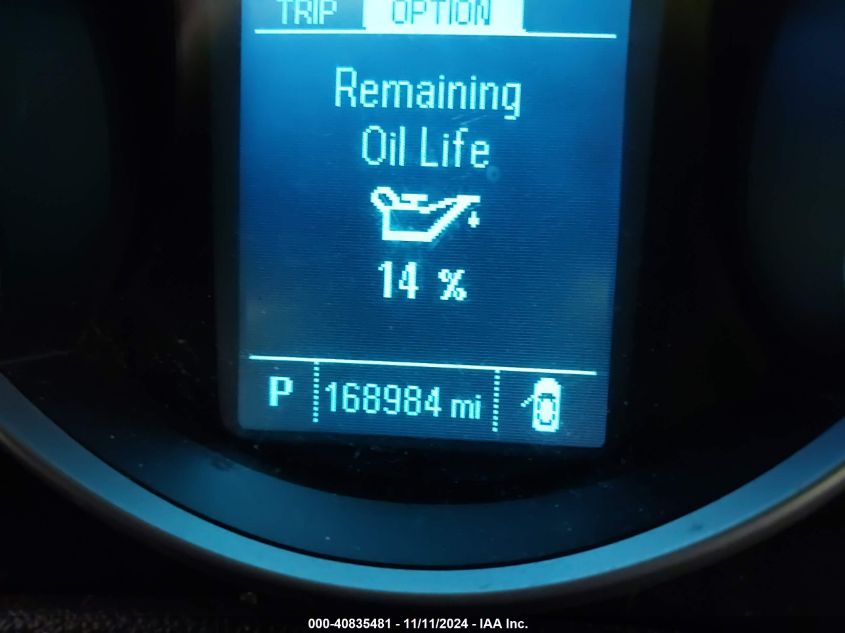 TRIP OPTION
Remaining
Oil Life
14 %
P 168984 mi
000-40835481 - 11/11/2024 - IAA Inc.